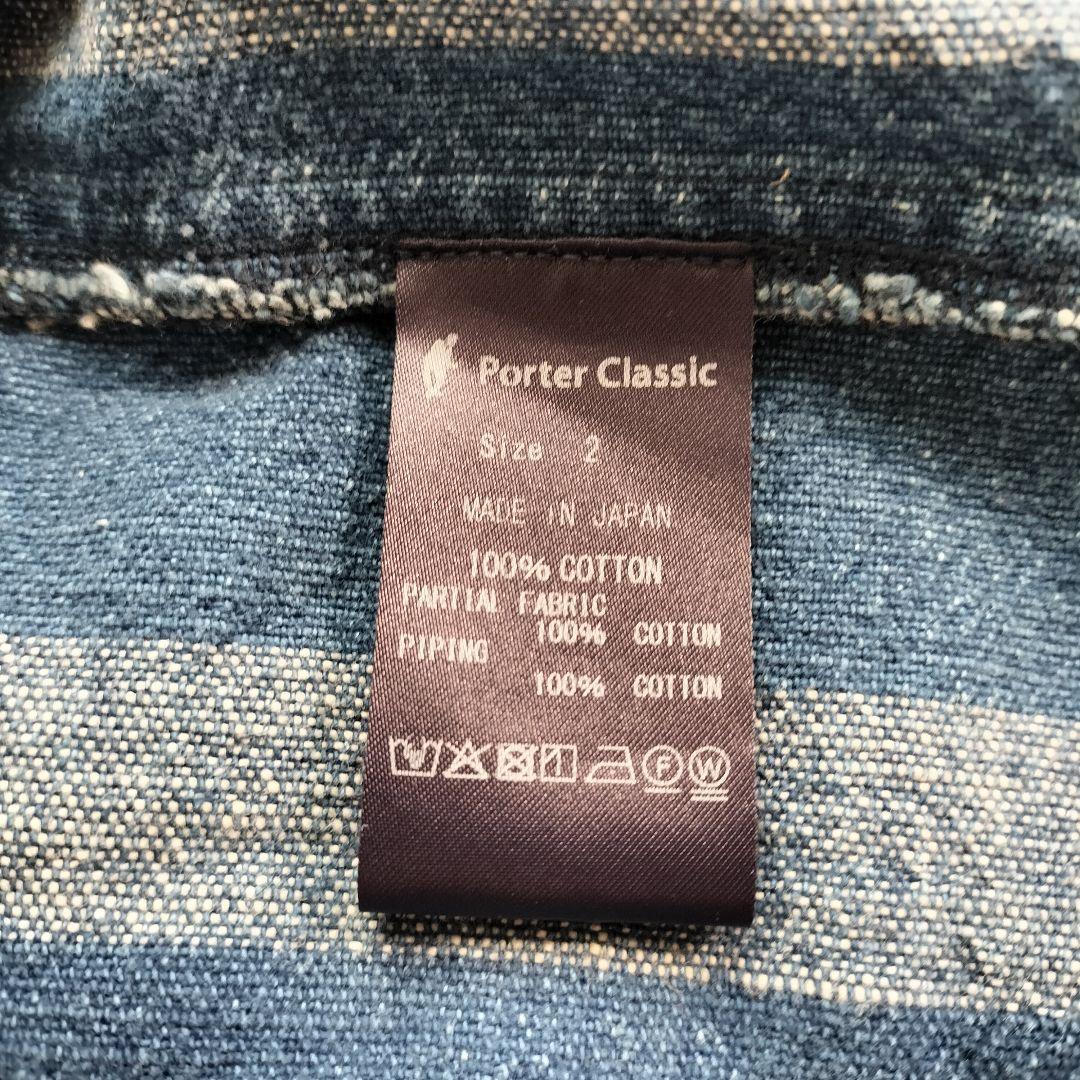 Porter Classic
Size 2
MADE IN JAPAN
100% COTTON
PARTIAL FABRIC
100% COTTON
PIPING
100% COTTON
F W